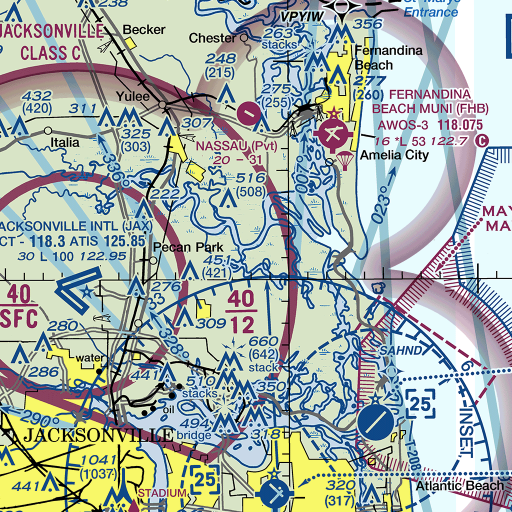 JACKSONVILLE
CLASS C
Becker
Chester
VPYIW
St Marys
Entrance
356
238
263
stacks
248
(215)
Fernandina
Beach
277
(260)
FERNANDINA
BEACH MUNI (FHB)
AWOS-3 118.075
16 *L 53 122.7 C
432
(420)
311
Yulee
275
(255)
325
(303)
307
Italia
NASSAU (Pvt)
20 - 31
Amelia City
516
(508)
222
007°
023°
JACKSONVILLE INTL (JAX)
CT - 118.3 ATIS 125.85
30 L 100 122.95
Pecan Park
451
(421)
276
40
SFC
40
12
309
280
286
water
328°
660
(642)
stack
SAHND
441
510
stacks
350
oil
290°
494
bridge
318
25
JACKSONVILLE
INSET
208
1041
(1037)
441
STADIUM
25
320
(317)
Atlantic Beach